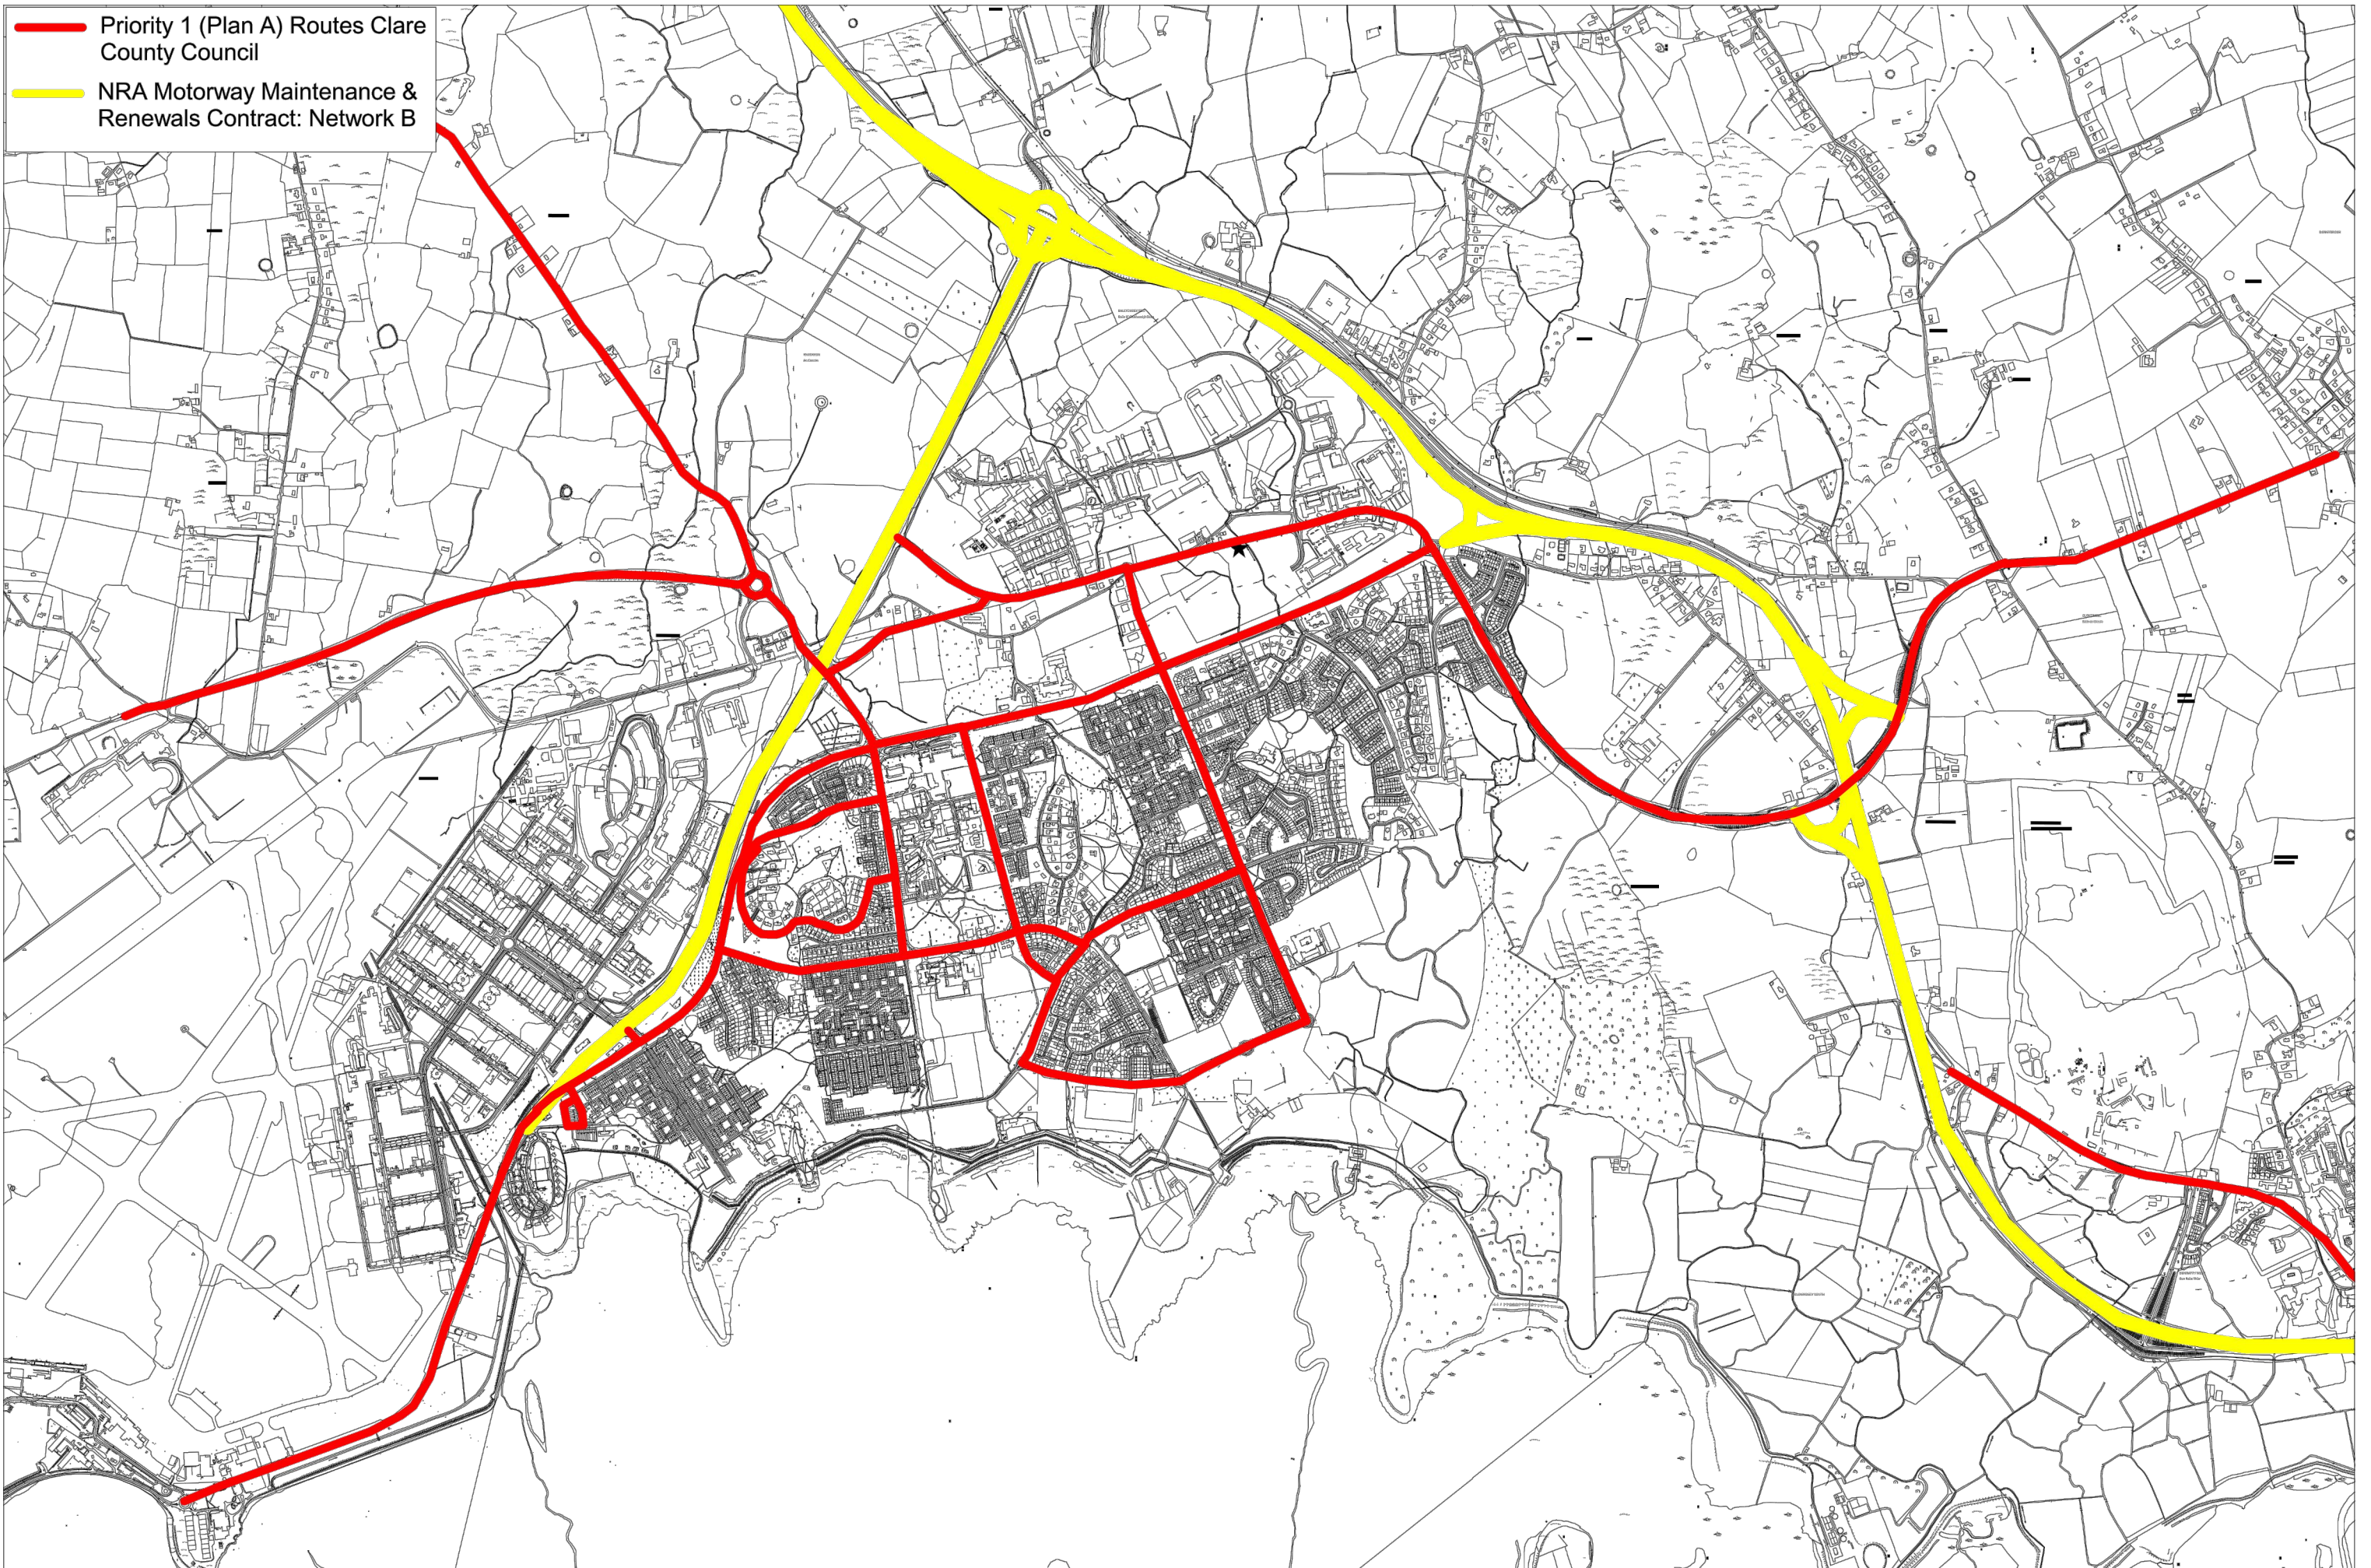 Priority 1 (Plan A) Routes Clare
County Council
NRA Motorway Maintenance &
Renewals Contract: Network B